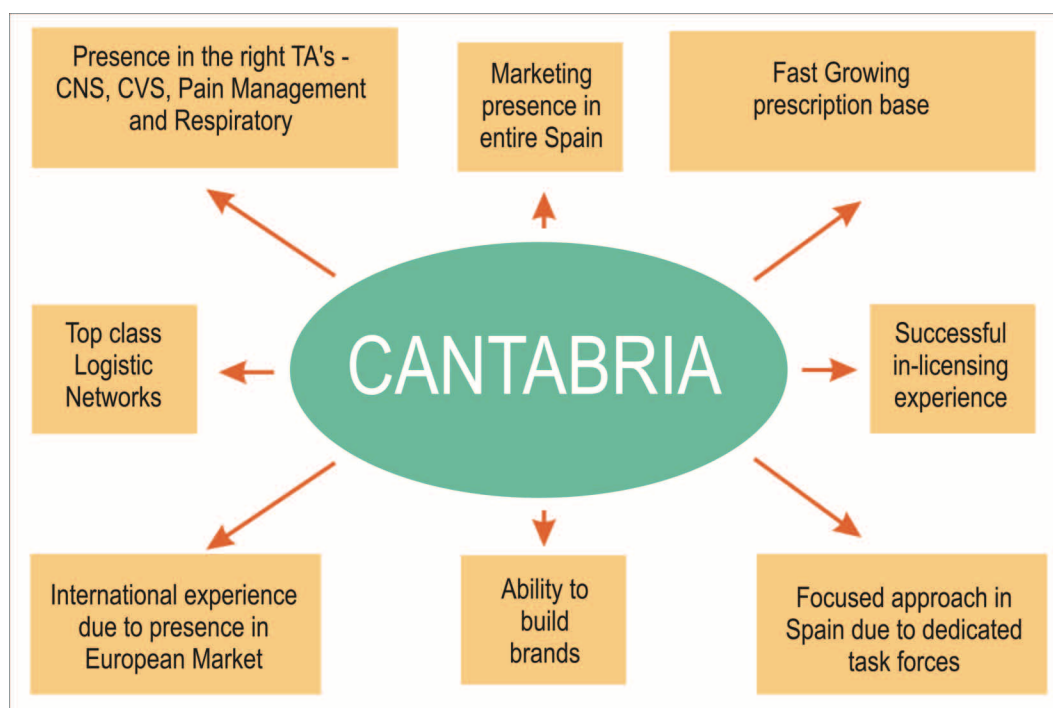 Presence in the right TA's -
CNS, CVS, Pain Management
and Respiratory
Marketing
presence in
entire Spain
Fast Growing
prescription base
Top class
Logistic
Networks
CANTABRIA
Successful
in-licensing
experience
International experience
due to presence in
European Market
Ability to
build
brands
Focused approach in
Spain due to dedicated
task forces